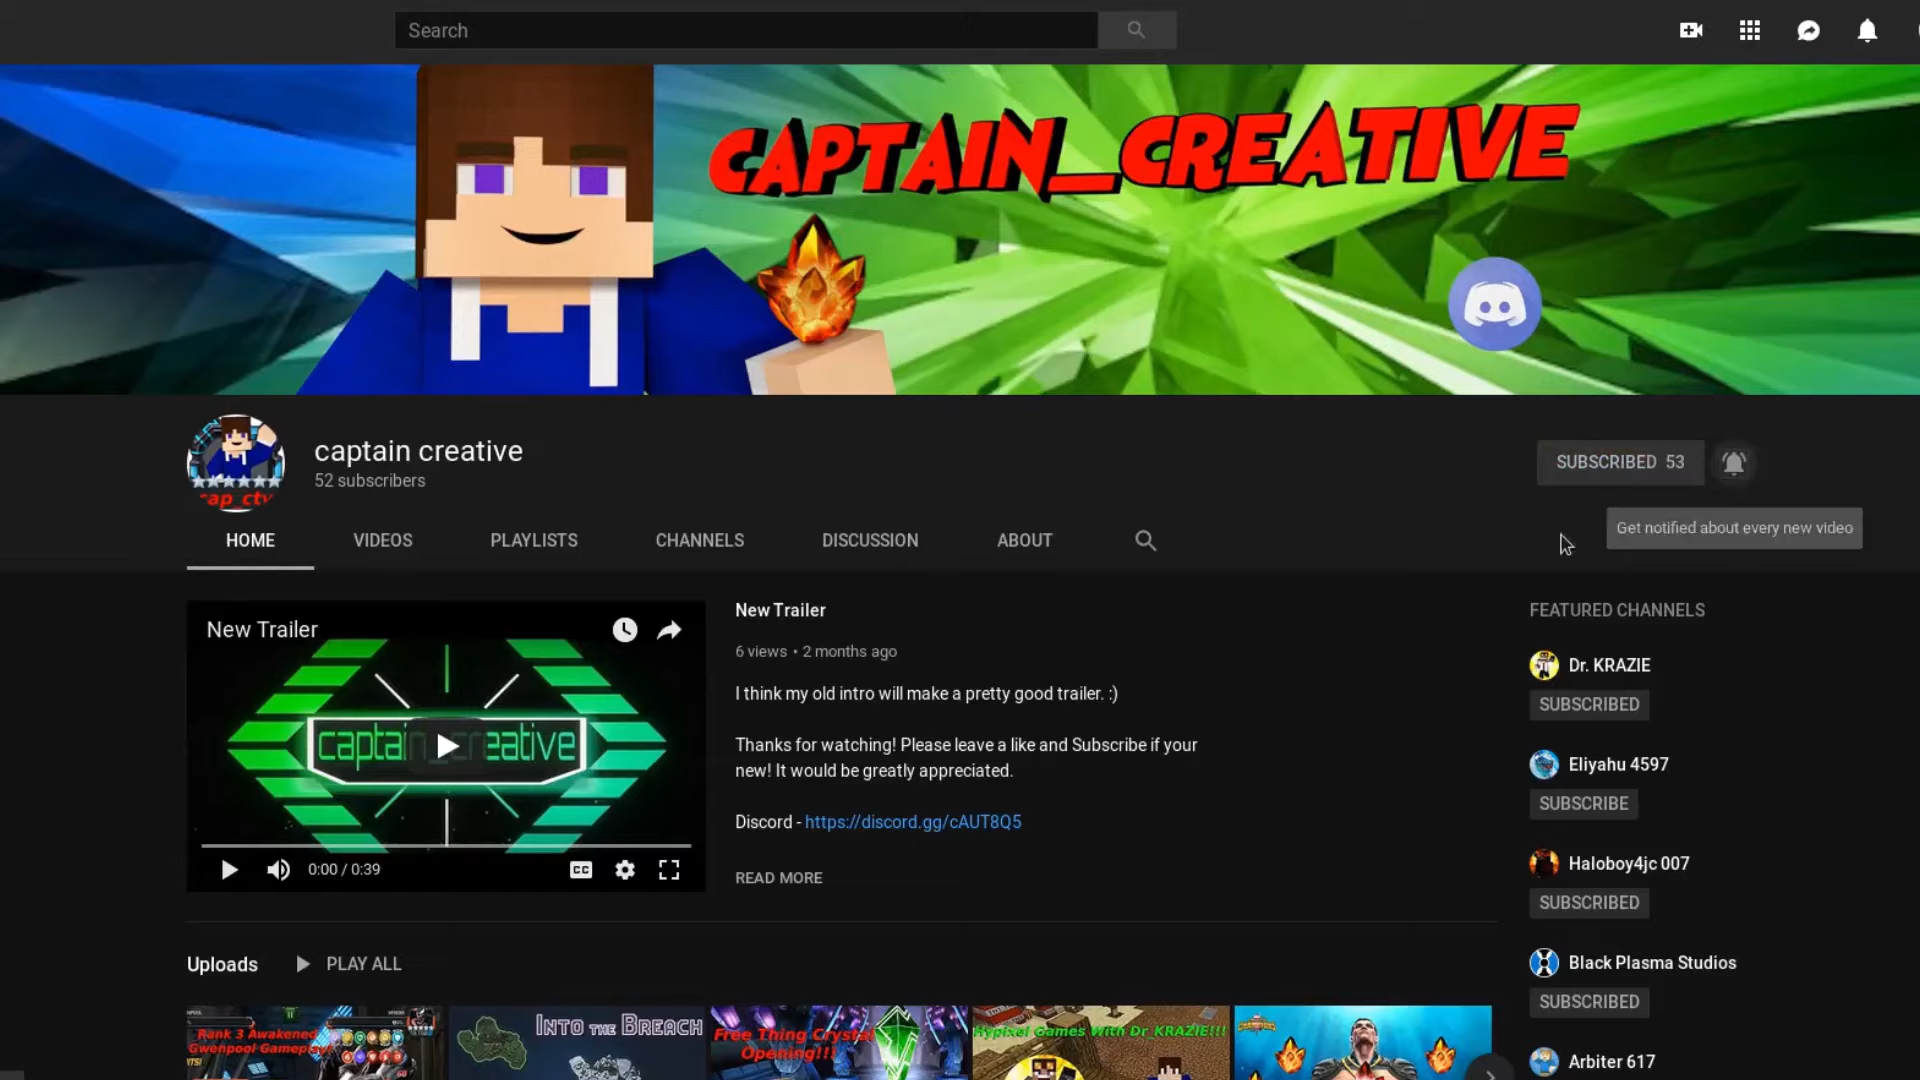 Search
CAPTAIN_CREATIVE
captain creative
52 subscribers
SUBSCRIBED 53
cap_ctv
Get notified about every new video
HOME
VIDEOS
PLAYLISTS
CHANNELS
DISCUSSION
ABOUT
New Trailer
0:00 / 0:39
CC
New Trailer
6 views • 2 months ago
I think my old intro will make a pretty good trailer. :)
Thanks for watching! Please leave a like and Subscribe if your
new! It would be greatly appreciated.
Discord - https://discord.gg/cAUT8Q5
READ MORE
FEATURED CHANNELS
Dr. KRAZIE
SUBSCRIBED
Eliyahu 4597
SUBSCRIBE
Haloboy4jc 007
SUBSCRIBED
Black Plasma Studios
SUBSCRIBED
Arbiter 617
Uploads
PLAY ALL
Rank 3 Awakened
Gwenpool Gameplay!
INTO THE BREACH
Free Thing Crystal
Opening!!!
Hypixel Games With Dr_KRAZIE!!!